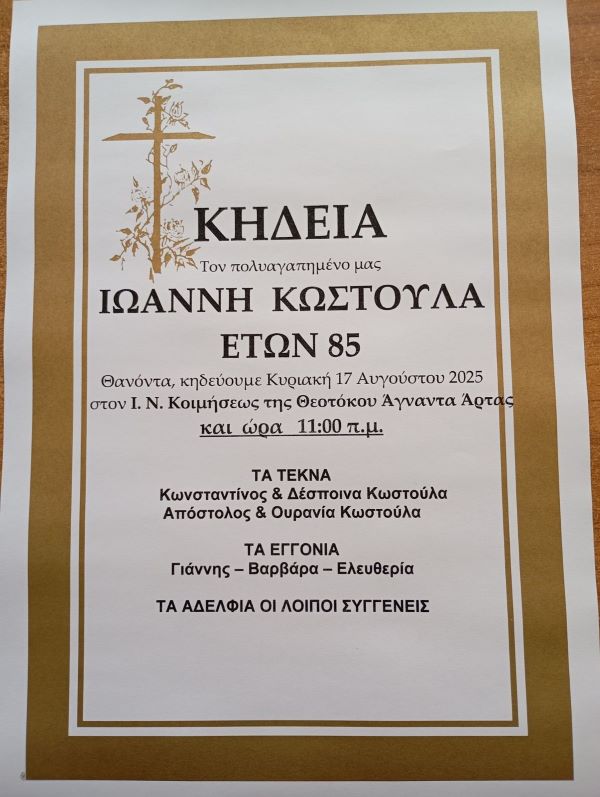 ΚΗΔΕΙΑ
Τον πολυαγαπημένο μας
ΙΩΑΝΝΗ ΚΩΣΤΟΥΛΑ
ΕΤΩΝ 85
Θανόντα, κηδεύουμε Κυριακή 17 Αυγούστου 2025
στον Ι. Ν. Κοιμήσεως της Θεοτόκου Άγναντα Άρτας
και ώρα 11:00 π.μ.
ΤΑ ΤΕΚΝΑ
Κωνσταντίνος & Δέσποινα Κωστούλα
Απόστολος & Ουρανία Κωστούλα
ΤΑ ΕΓΓΟΝΙΑ
Γιάννης – Βαρβάρα – Ελευθερία
ΤΑ ΑΔΕΛΦΙΑ ΟΙ ΛΟΙΠΟΙ ΣΥΓΓΕΝΕΙΣ